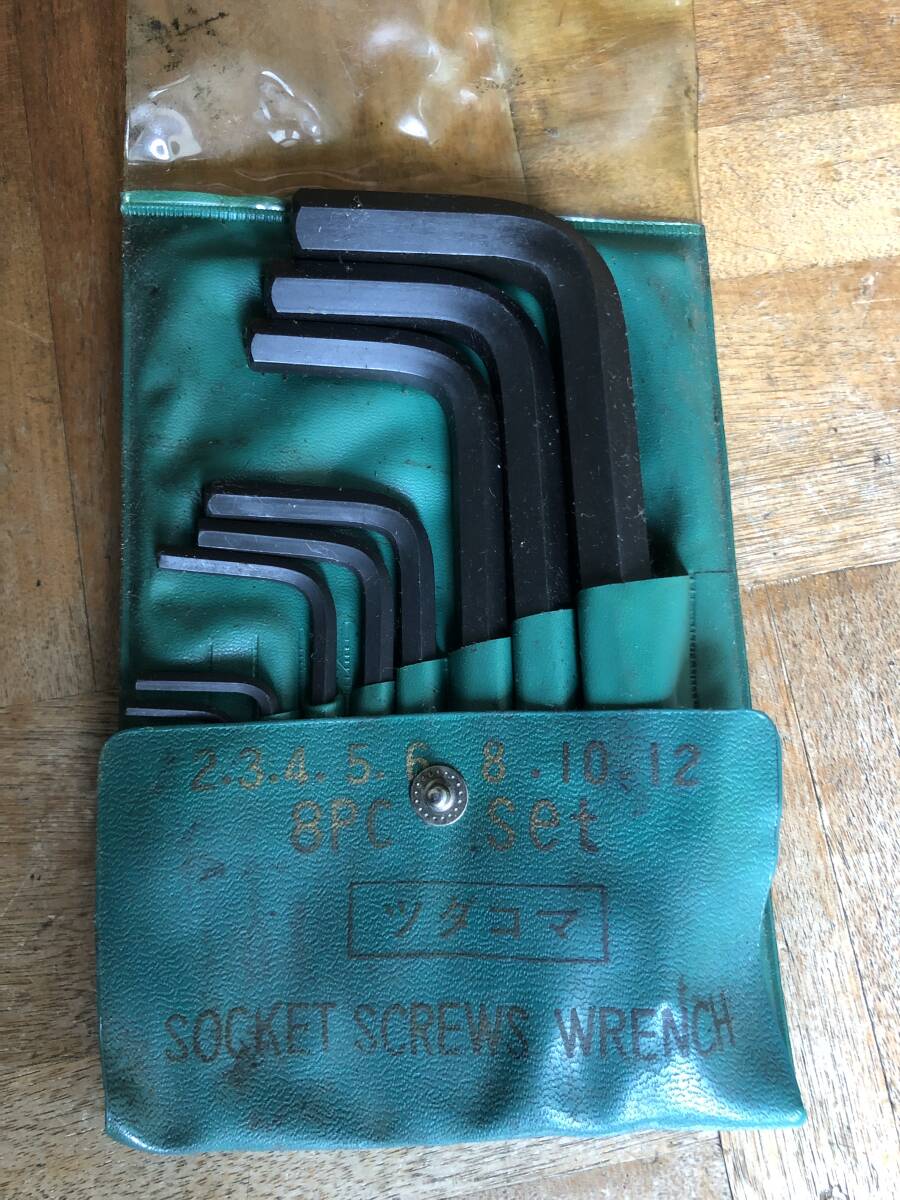 2.3.4.5.6.8.10.12
8PC Set
ツダコマ
SOCKET SCREWS WRENCH